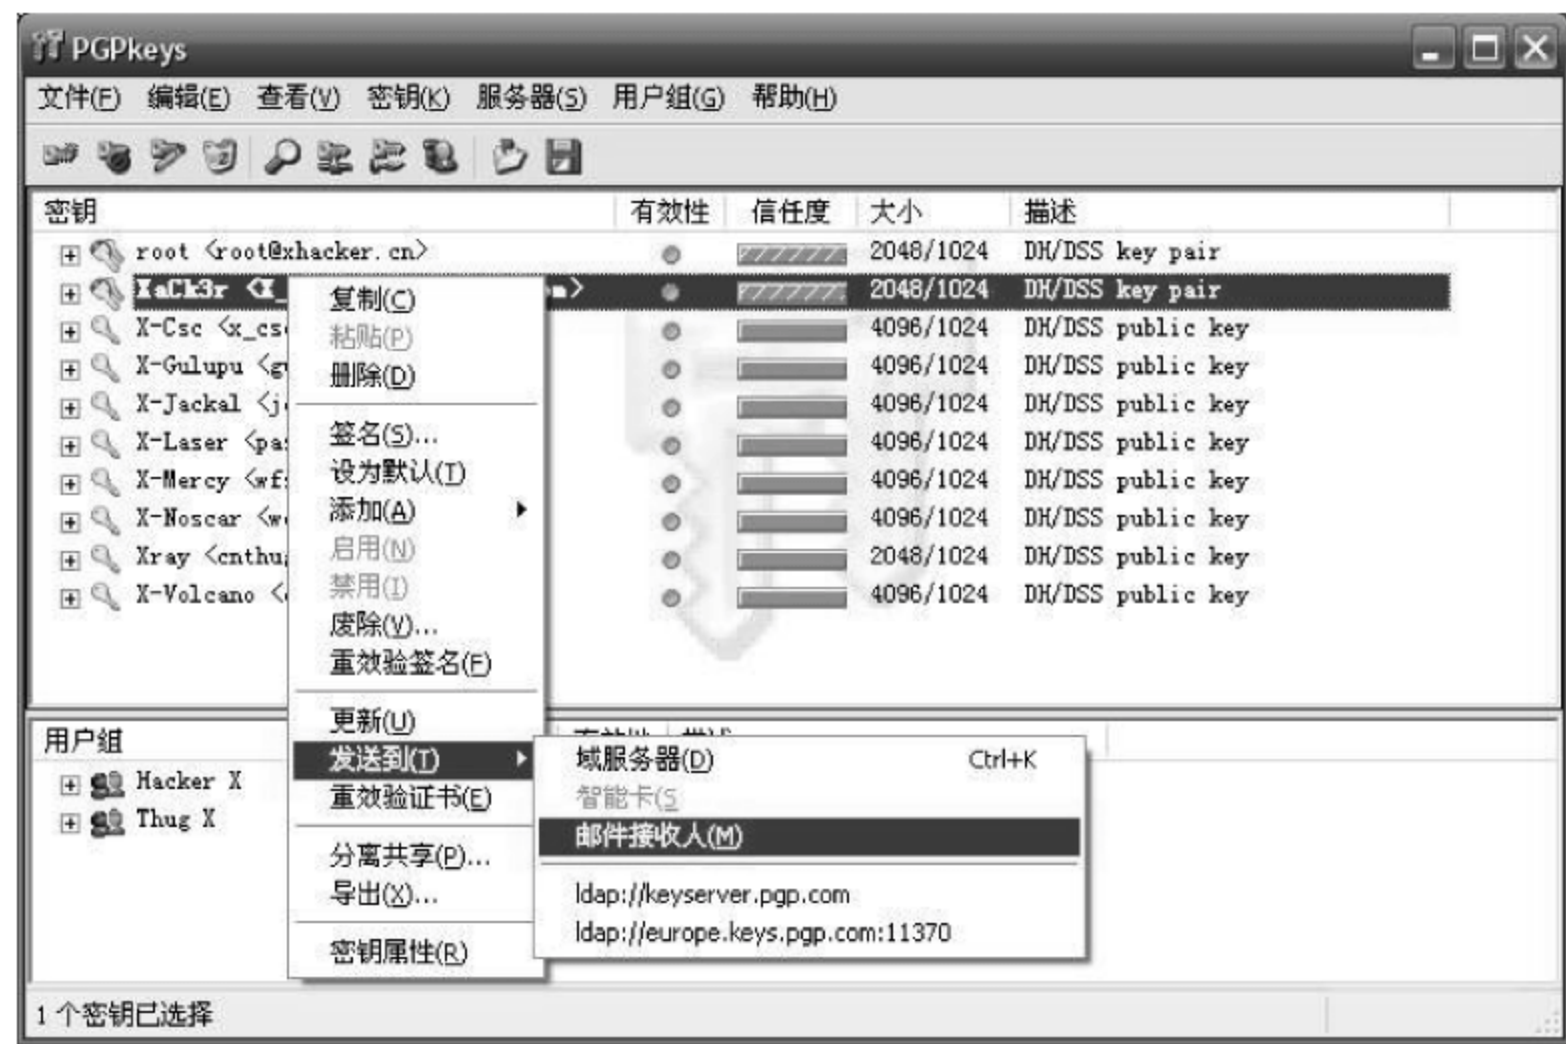 PGPkeys
文件(F) 编辑(E) 查看(V) 密钥(K) 服务器(S) 用户组(G) 帮助(H)
密钥 有效性 信任度 大小 描述
root <root@xhacker.cn> 2048/1024 DH/DSS key pair
XaCk3r <X_ m> 2048/1024 DH/DSS key pair
X-Csc <x_cs 4096/1024 DH/DSS public key
X-Gulupu <g 4096/1024 DH/DSS public key
X-Jackal <j 4096/1024 DH/DSS public key
X-Laser <pa 4096/1024 DH/DSS public key
X-Mercy <wf 4096/1024 DH/DSS public key
X-Noscar <w 4096/1024 DH/DSS public key
Xray <cnthu 2048/1024 DH/DSS public key
X-Volcano < 4096/1024 DH/DSS public key
复制(C)
粘贴(P)
删除(D)
签名(S)...
设为默认(T)
添加(A)
启用(N)
禁用(I)
废除(V)...
重效验签名(F)
更新(U)
发送到(T)
重效验证书(E)
分离共享(P)...
导出(X)...
密钥属性(R)
域服务器(D) Ctrl+K
智能卡(S
邮件接收人(M)
ldap://keyserver.pgp.com
ldap://europe.keys.pgp.com:11370
用户组
Hacker X
Thug X
1 个密钥已选择